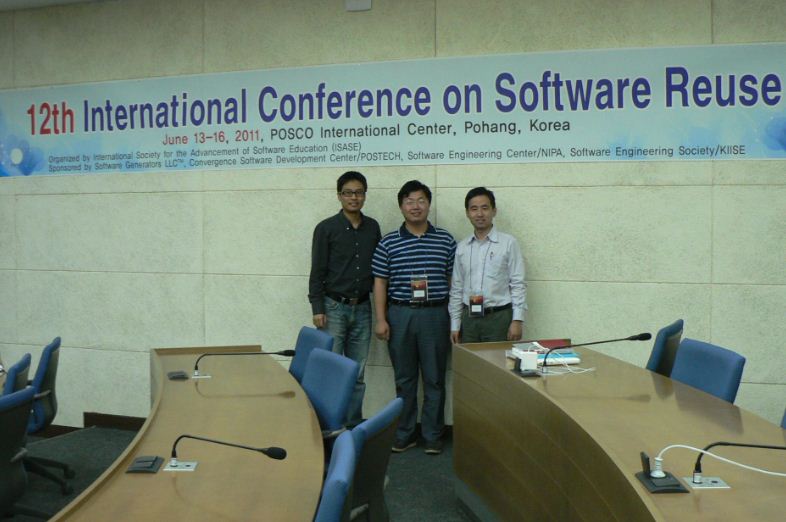 12th International Conference on Software Reuse
June 13-16, 2011, POSCO International Center, Pohang, Korea
Organized by International Society for the Advancement of Software Education (ISASE)
Sponsored by Software Generators LLC™, Convergence Software Development Center/POSTECH, Software Engineering Center/NIPA, Software Engineering Society/KIISE